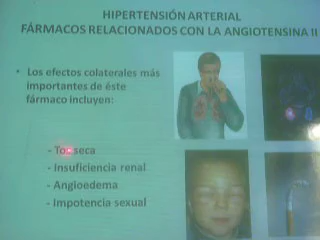 HIPERTENSIÓN ARTERIAL
FÁRMACOS RELACIONADOS CON LA ANGIOTENSINA II
• Los efectos colaterales más
importantes de éste
fármaco incluyen:
- Tos seca
- Insuficiencia renal
- Angioedema
- Impotencia sexual